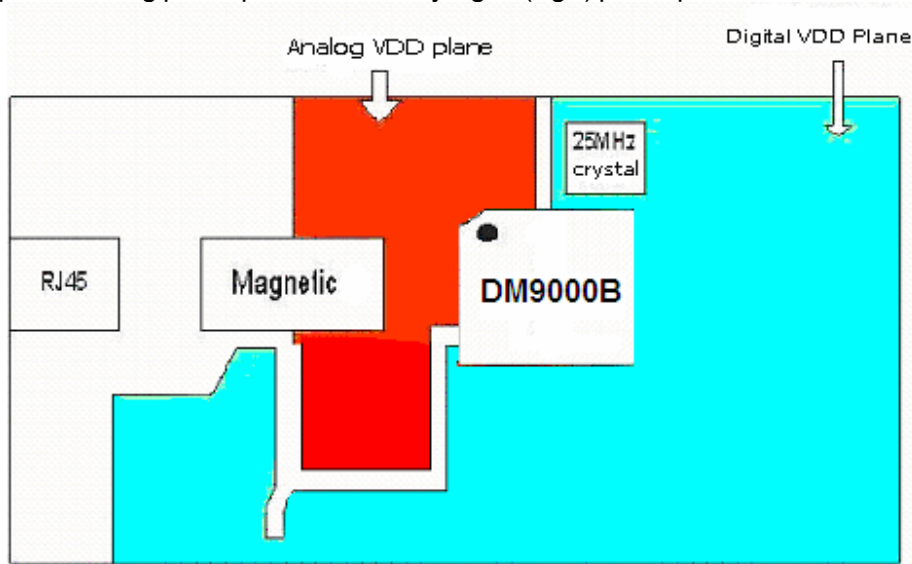 Analog VDD plane
Digital VDD Plane
25MHz
crystal
RJ45
Magnetic
DM9000B